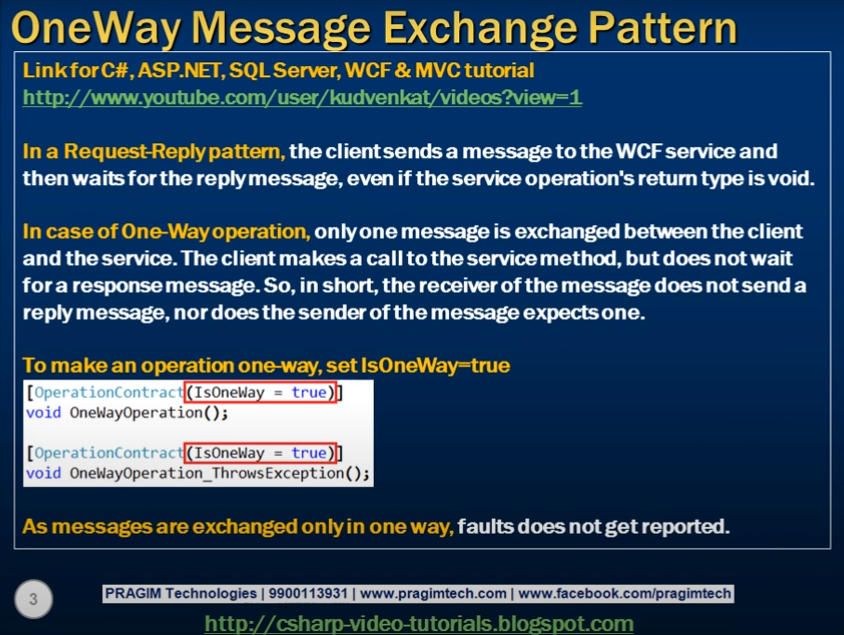 OneWay Message Exchange Pattern
Link for C#, ASP.NET, SQL Server, WCF & MVC tutorial
http://www.youtube.com/user/kudvenkat/videos?view=1
In a Request-Reply pattern, the client sends a message to the WCF service and
then waits for the reply message, even if the service operation's return type is void.
In case of One-Way operation, only one message is exchanged between the client
and the service. The client makes a call to the service method, but does not wait
for a response message. So, in short, the receiver of the message does not send a
reply message, nor does the sender of the message expects one.
To make an operation one-way, set IsOneWay=true
[OperationContract(IsOneWay = true)]
void OneWayOperation();
[OperationContract(IsOneWay = true)]
void OneWayOperation_ThrowsException();
As messages are exchanged only in one way, faults does not get reported.
3
PRAGIM Technologies | 9900113931 | www.pragimtech.com | www.facebook.com/pragimtech
http://csharp-video-tutorials.blogspot.com